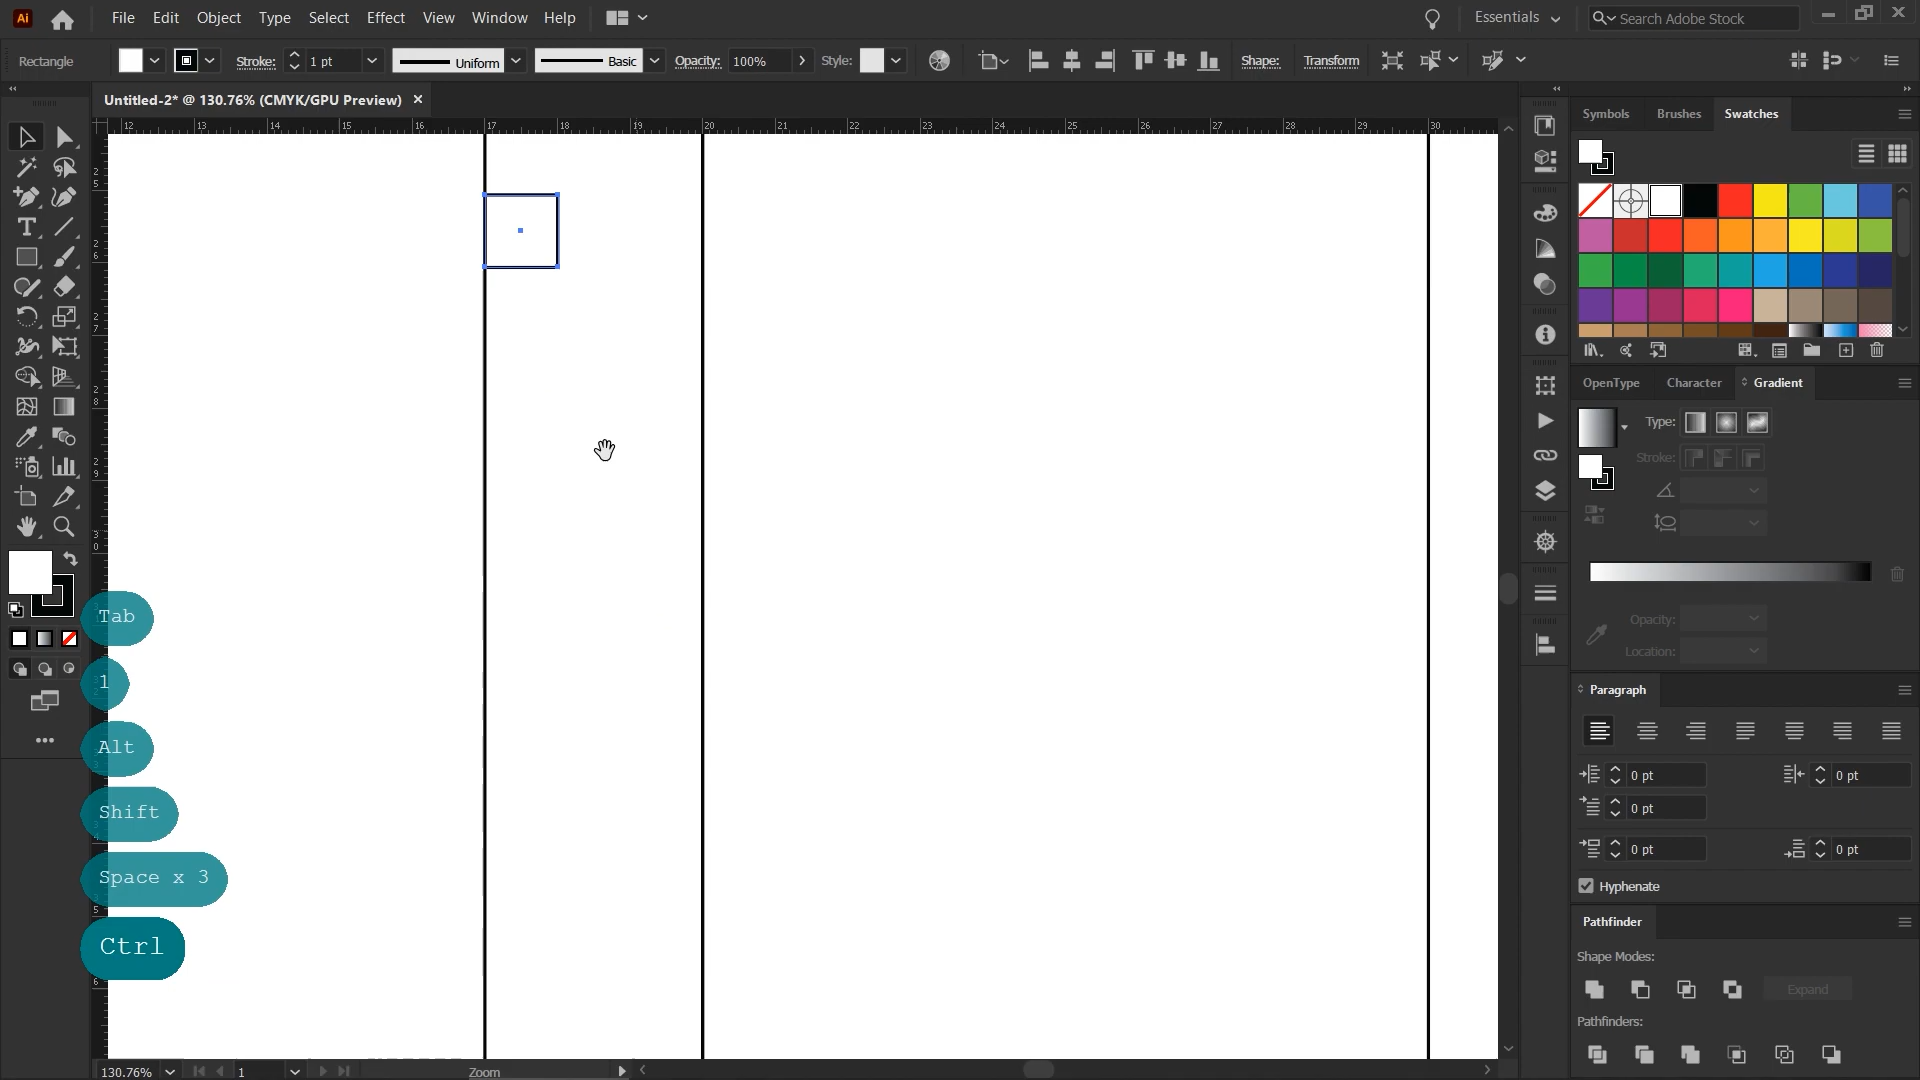 Ai File Edit Object Type Select Effect View Window Help Essentials Search Adobe Stock
Rectangle Stroke: 1 pt Uniform Basic Opacity: 100% Style: Shape: Transform
Untitled-2* @ 130.76% (CMYK/GPU Preview)
12 13 14 15 16 17 18 19 20 21 22 23 24 25 26 27 28 29 30
Symbols Brushes Swatches
OpenType Character Gradient
Type:
Stroke:
Opacity:
Location:
Tab
1
Alt
Shift
Space x 3
Ctrl
Paragraph
0 pt 0 pt
0 pt
0 pt 0 pt
Hyphenate
Pathfinder
Shape Modes:
Expand
Pathfinders:
130.76% 1 Zoom